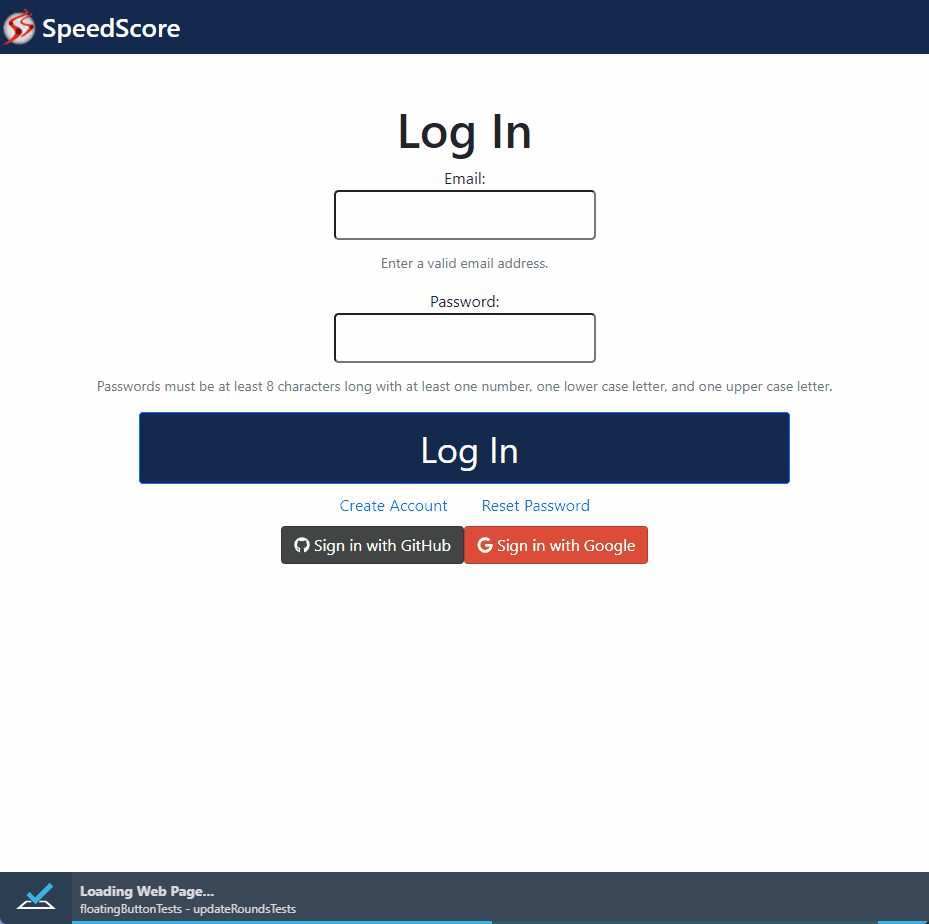 SpeedScore
Log In
Email:
Enter a valid email address.
Password:
Passwords must be at least 8 characters long with at least one number, one lower case letter, and one upper case letter.
Log In
Create Account Reset Password
Sign in with GitHub Sign in with Google
Loading Web Page...
floatingButtonTests - updateRoundsTests